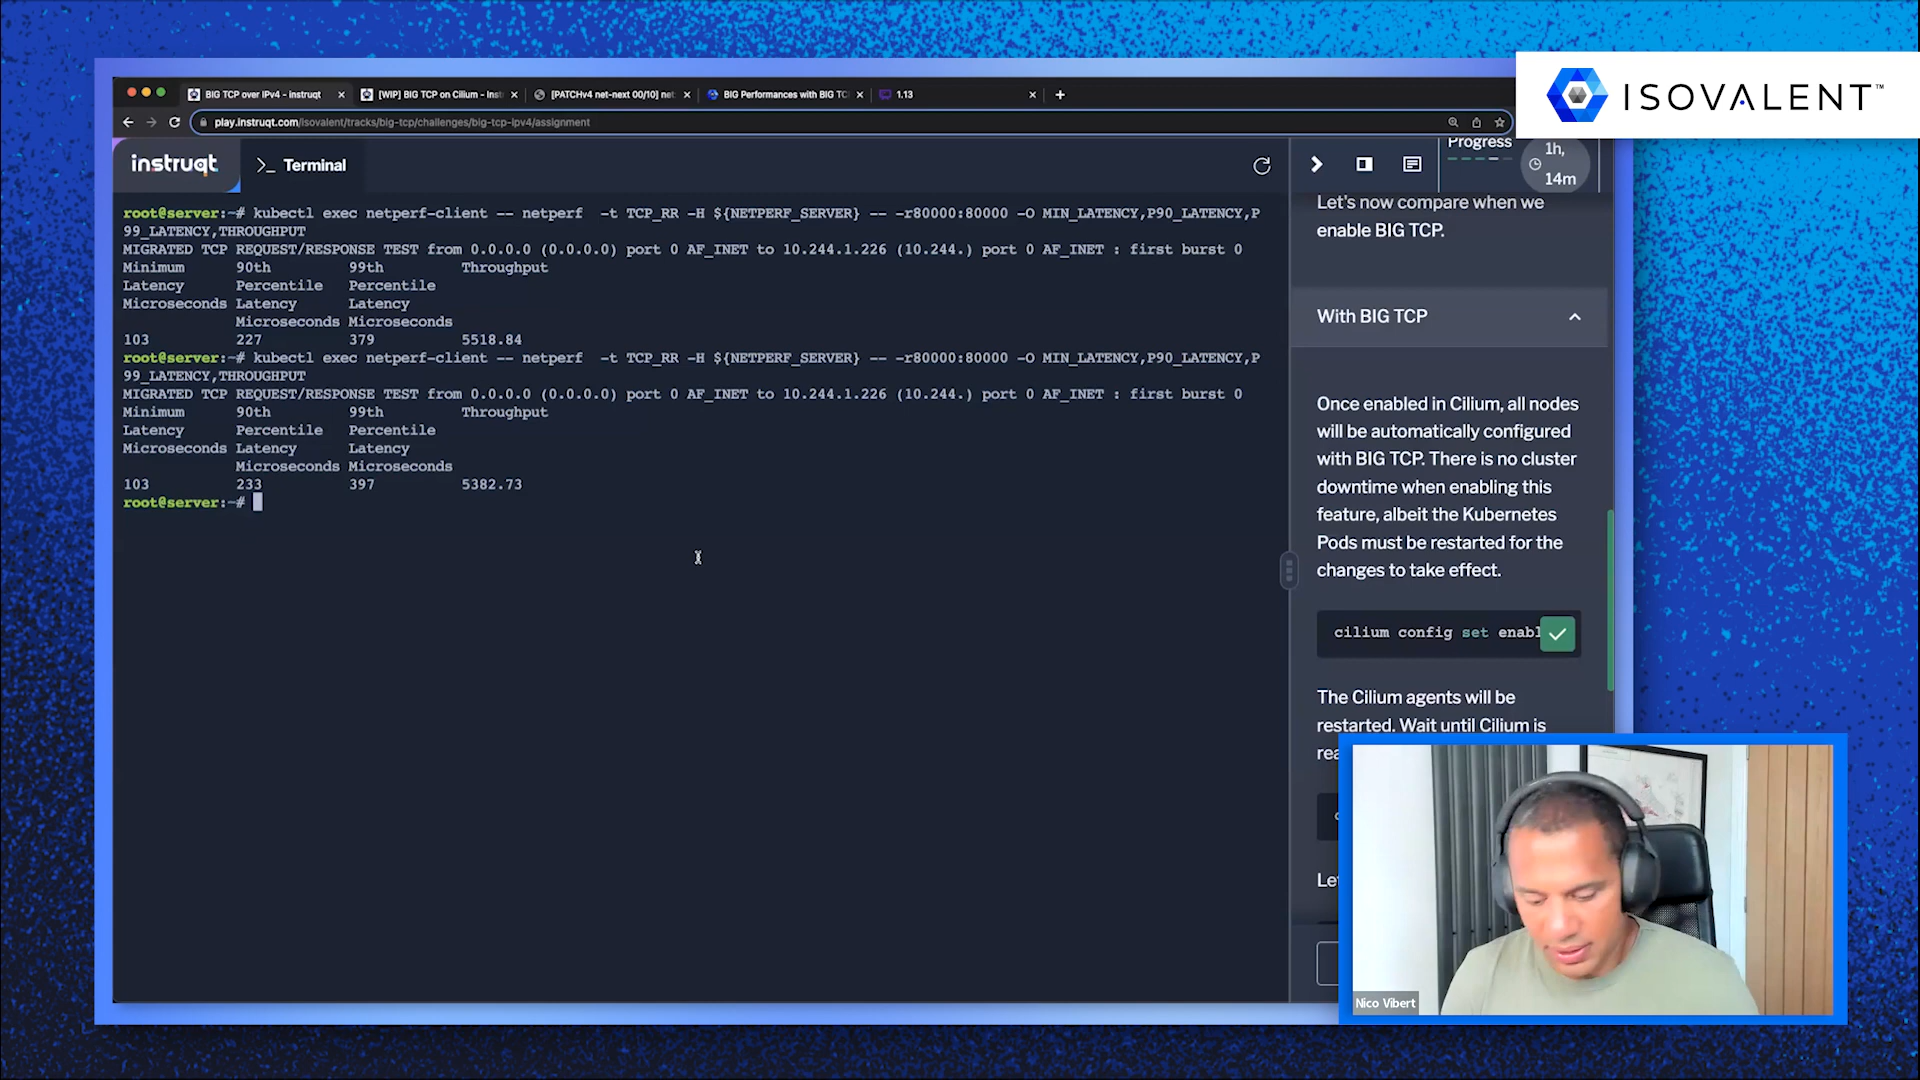 ISOVALENT™
BIG TCP over IPv4 - instruqt
[WIP] BIG TCP on Cilium - Inst
[PATCHv4 net-next 00/10] net
BIG Performances with BIG TC
1.13
play.instruqt.com/isovalent/tracks/big-tcp/challenges/big-tcp-ipv4/assignment
instruqt
>_ Terminal
Progress
1h,
14m
root@server:~# kubectl exec netperf-client -- netperf  -t TCP_RR -H ${NETPERF_SERVER} -- -r80000:80000 -O MIN_LATENCY,P90_LATENCY,P
99_LATENCY,THROUGHPUT
MIGRATED TCP REQUEST/RESPONSE TEST from 0.0.0.0 (0.0.0.0) port 0 AF_INET to 10.244.1.226 (10.244.) port 0 AF_INET : first burst 0
Minimum 90th 99th Throughput
Latency Percentile Percentile
Microseconds Latency Latency
Microseconds Microseconds
103 227 379 5518.84
root@server:~# kubectl exec netperf-client -- netperf  -t TCP_RR -H ${NETPERF_SERVER} -- -r80000:80000 -O MIN_LATENCY,P90_LATENCY,P
99_LATENCY,THROUGHPUT
MIGRATED TCP REQUEST/RESPONSE TEST from 0.0.0.0 (0.0.0.0) port 0 AF_INET to 10.244.1.226 (10.244.) port 0 AF_INET : first burst 0
Minimum 90th 99th Throughput
Latency Percentile Percentile
Microseconds Latency Latency
Microseconds Microseconds
103 233 397 5382.73
root@server:~#
Let's now compare when we
enable BIG TCP.
With BIG TCP
Once enabled in Cilium, all nodes
will be automatically configured
with BIG TCP. There is no cluster
downtime when enabling this
feature, albeit the Kubernetes
Pods must be restarted for the
changes to take effect.
cilium config set enabl
The Cilium agents will be
restarted. Wait until Cilium is
rea
Le
Nico Vibert